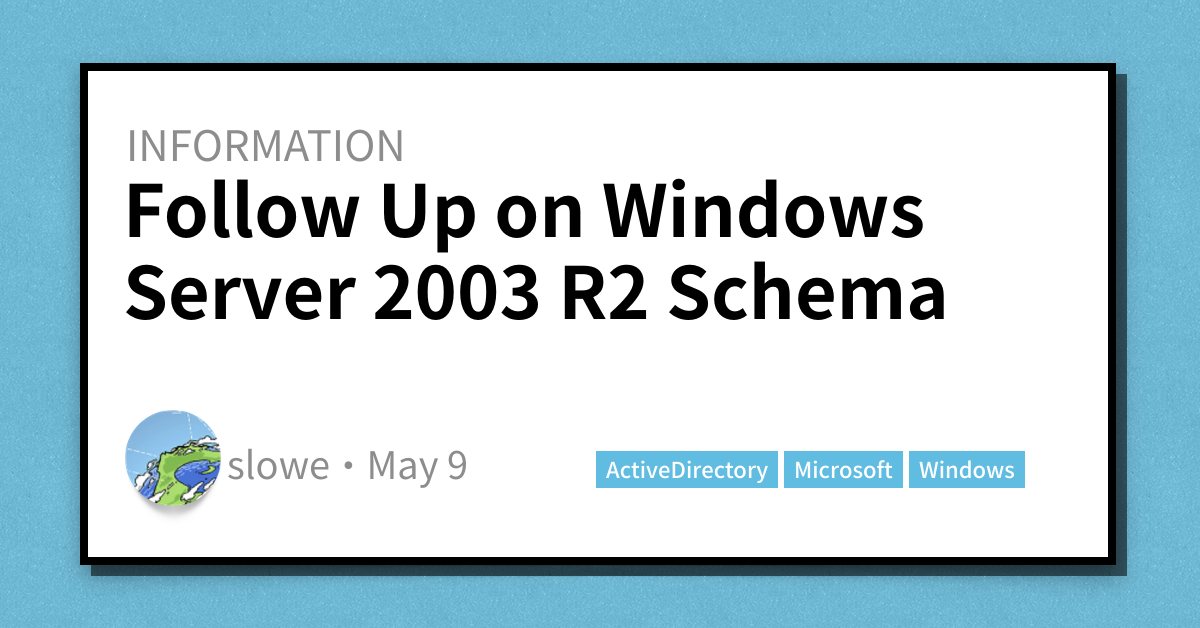 INFORMATION
Follow Up on Windows
Server 2003 R2 Schema
slowe • May 9
ActiveDirectory Microsoft Windows